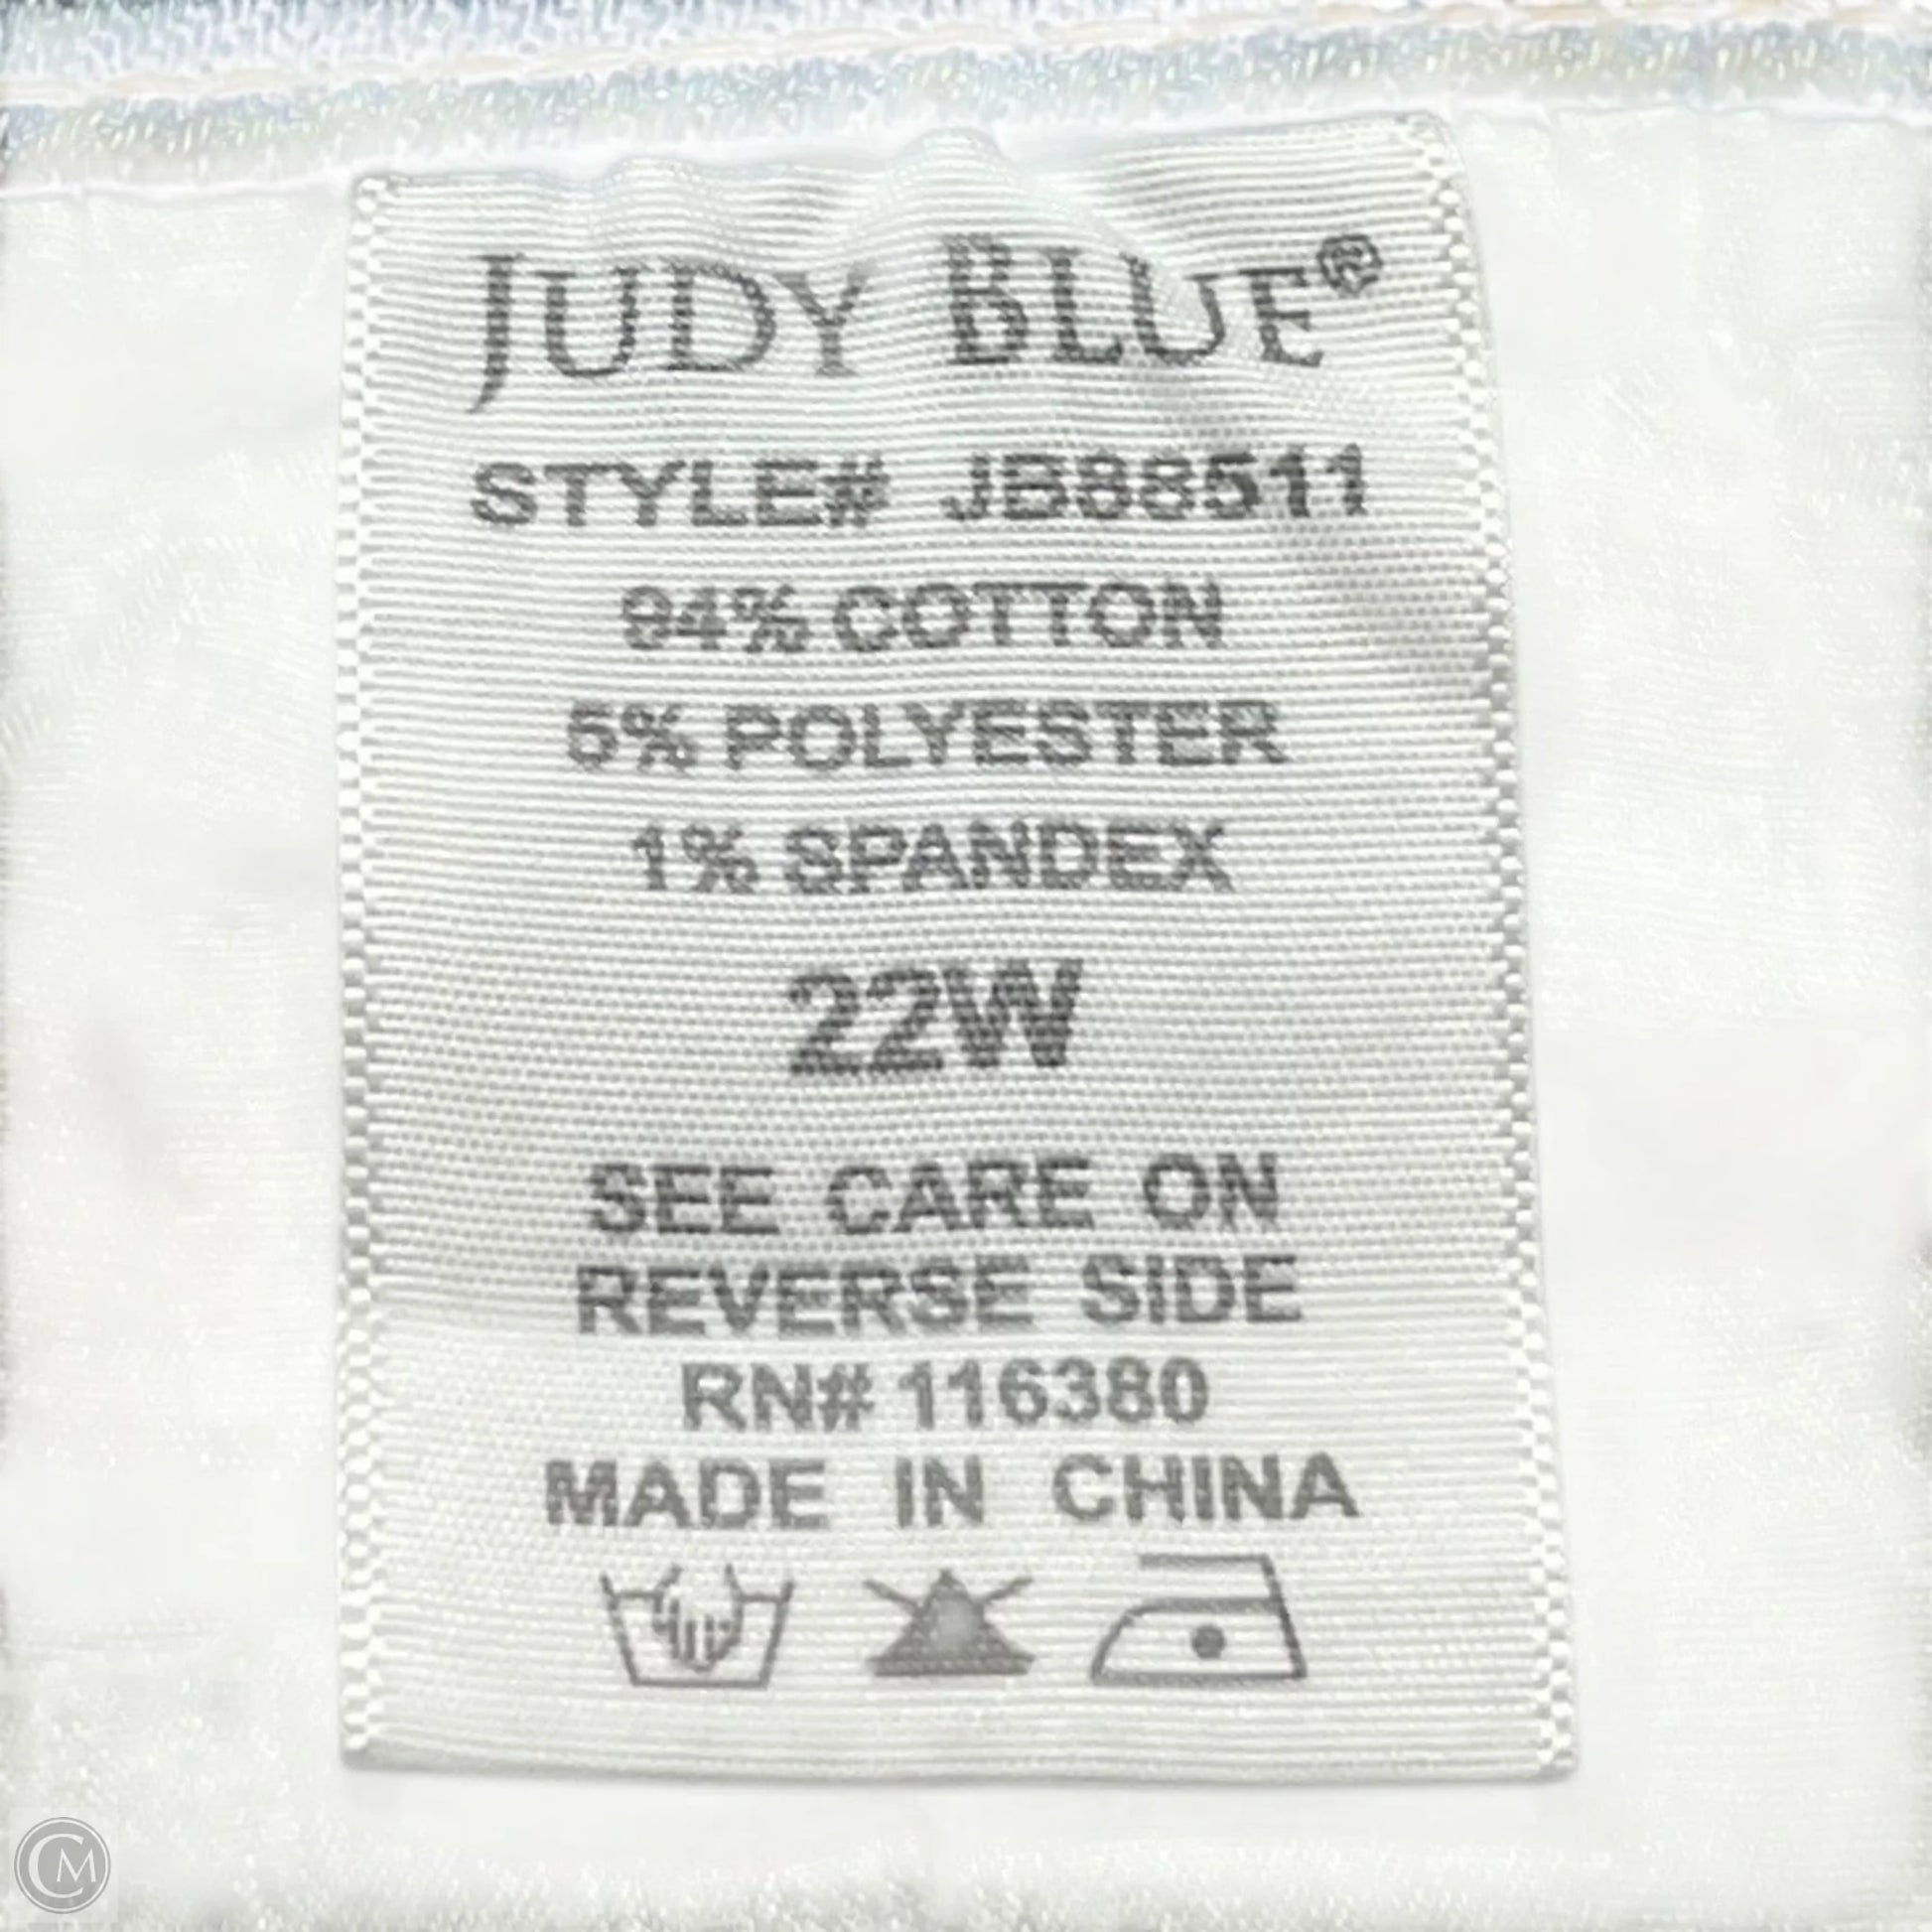 JUDY BLUE®
STYLE# JB88511
94% COTTON
5% POLYESTER
1% SPANDEX
22W
SEE CARE ON
REVERSE SIDE
RN# 116380
MADE IN CHINA
CM